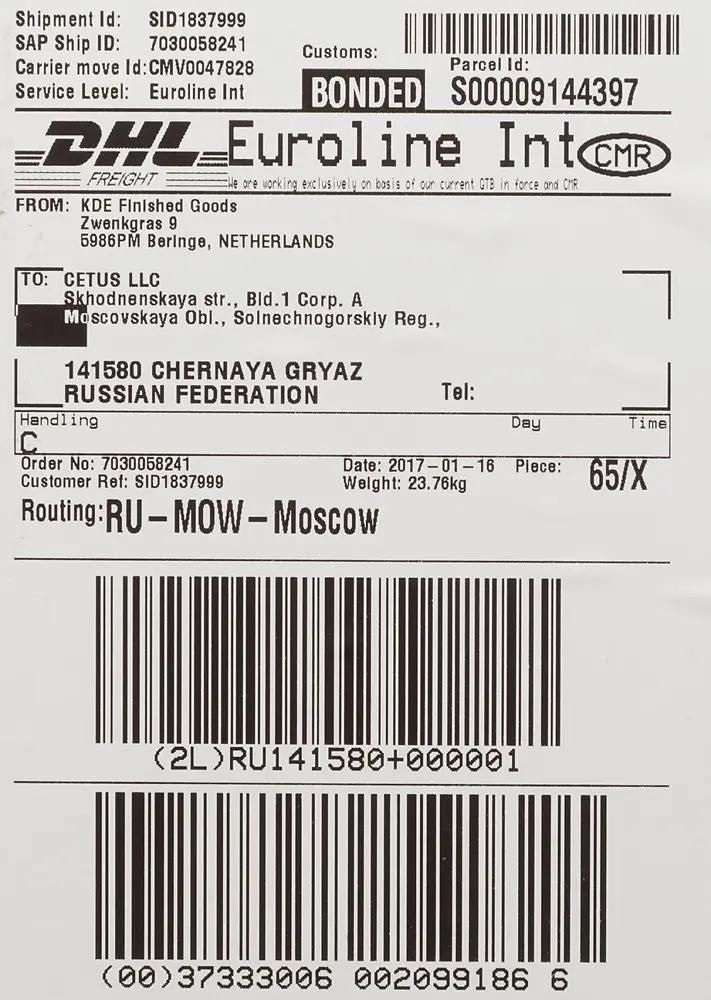 Shipment Id: SID1837999
SAP Ship ID: 7030058241
Carrier move Id:CMV0047828
Service Level: Euroline Int
Customs:
BONDED
Parcel Id:
S00009144397
DHL FREIGHT
Euroline Int
CMR
We are working exclusively on basis of our current GTB in force and CMR
FROM: KDE Finished Goods
Zwenkgras 9
5986PM Beringe, NETHERLANDS
TO: CETUS LLC
Skhodnenskaya str., Bld.1 Corp. A
Moscovskaya Obl., Solnechnogorskiy Reg.,
141580 CHERNAYA GRYAZ
RUSSIAN FEDERATION Tel:
Handling Day Time
C
Order No: 7030058241 Date: 2017-01-16 Piece: 65/X
Customer Ref: SID1837999 Weight: 23.76kg
Routing:RU-MOW-Moscow
(2L)RU141580+000001
(00)37333006 002099186 6